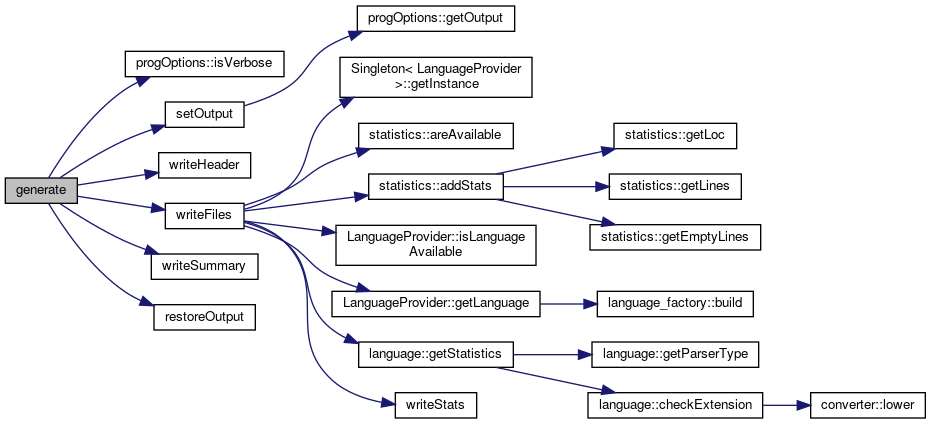 generate
progOptions::isVerbose
setOutput
writeHeader
writeFiles
writeSummary
restoreOutput
progOptions::getOutput
Singleton< LanguageProvider
>::getInstance
statistics::areAvailable
statistics::addStats
LanguageProvider::isLanguage
Available
LanguageProvider::getLanguage
language::getStatistics
writeStats
statistics::getLoc
statistics::getLines
statistics::getEmptyLines
language_factory::build
language::getParserType
language::checkExtension
converter::lower